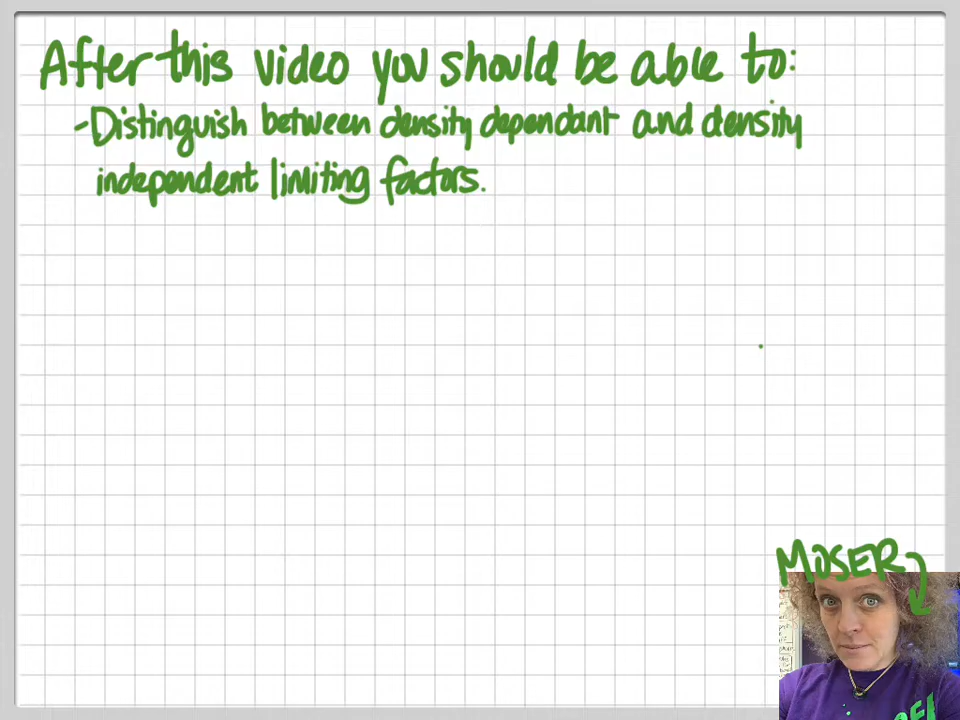 After this video you should be able to:
-Distinguish between density dependant and density
independent limiting factors.
MOSER